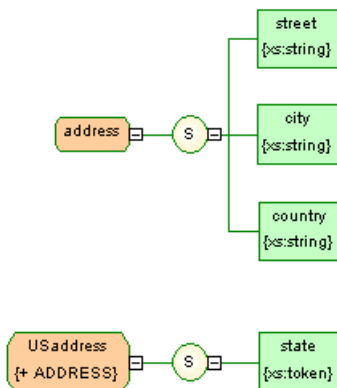 street
{xs:string}
city
{xs:string}
address
S
country
{xs:string}
USaddress
{+ ADDRESS}
S
state
{xs:token}